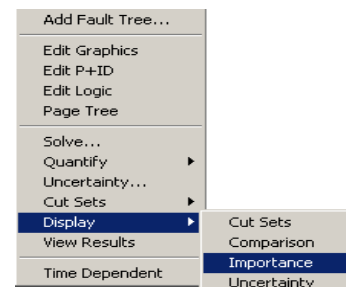 Add Fault Tree...
Edit Graphics
Edit P+ID
Edit Logic
Page Tree
Solve...
Quantify
Uncertainty...
Cut Sets
Display
View Results
Time Dependent
Cut Sets
Comparison
Importance
Uncertainty